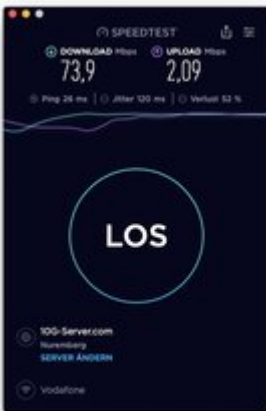 SPEEDTEST
DOWNLOAD Mbps UPLOAD Mbps
73,9 2,09
Ping 26 ms Jitter 120 ms Verlust 52 %
LOS
10G-Server.com
Nuremberg
SERVER ÄNDERN
Vodafone